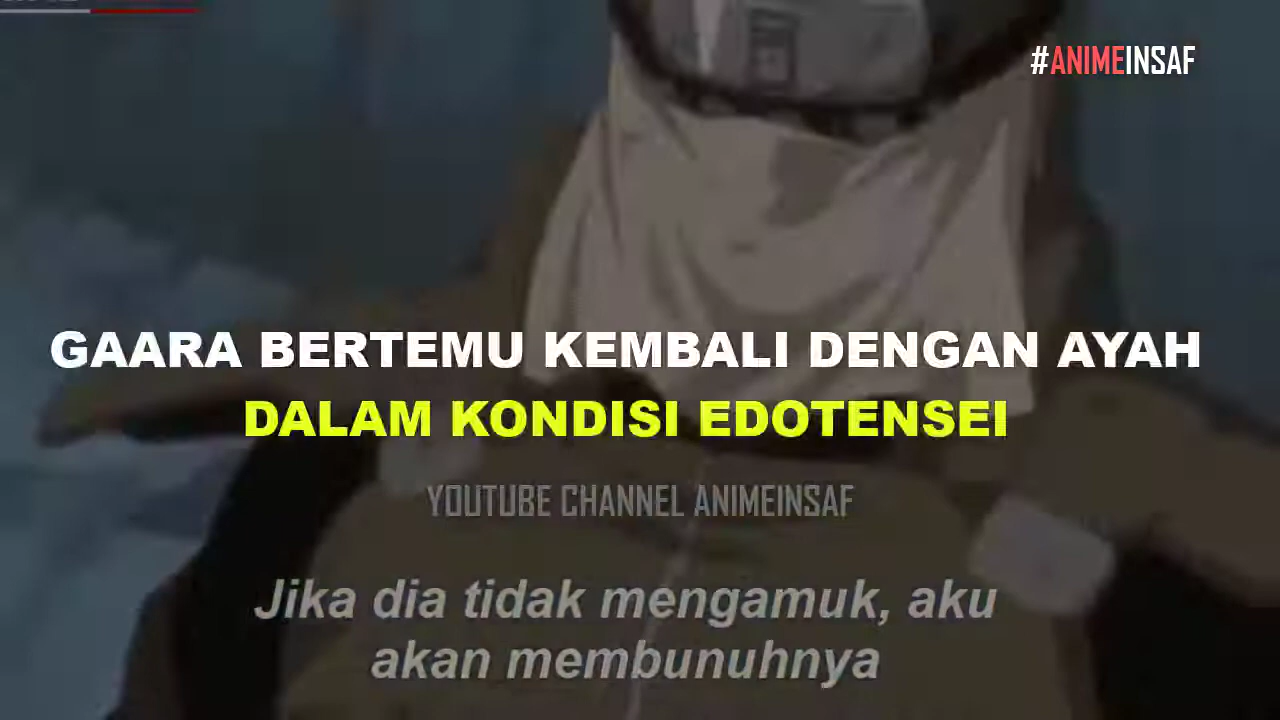 #ANIMEINSAF
GAARA BERTEMU KEMBALI DENGAN AYAH
DALAM KONDISI EDOTENSEI
YOUTUBE CHANNEL ANIMEINSAF
Jika dia tidak mengamuk, aku
akan membunuhnya